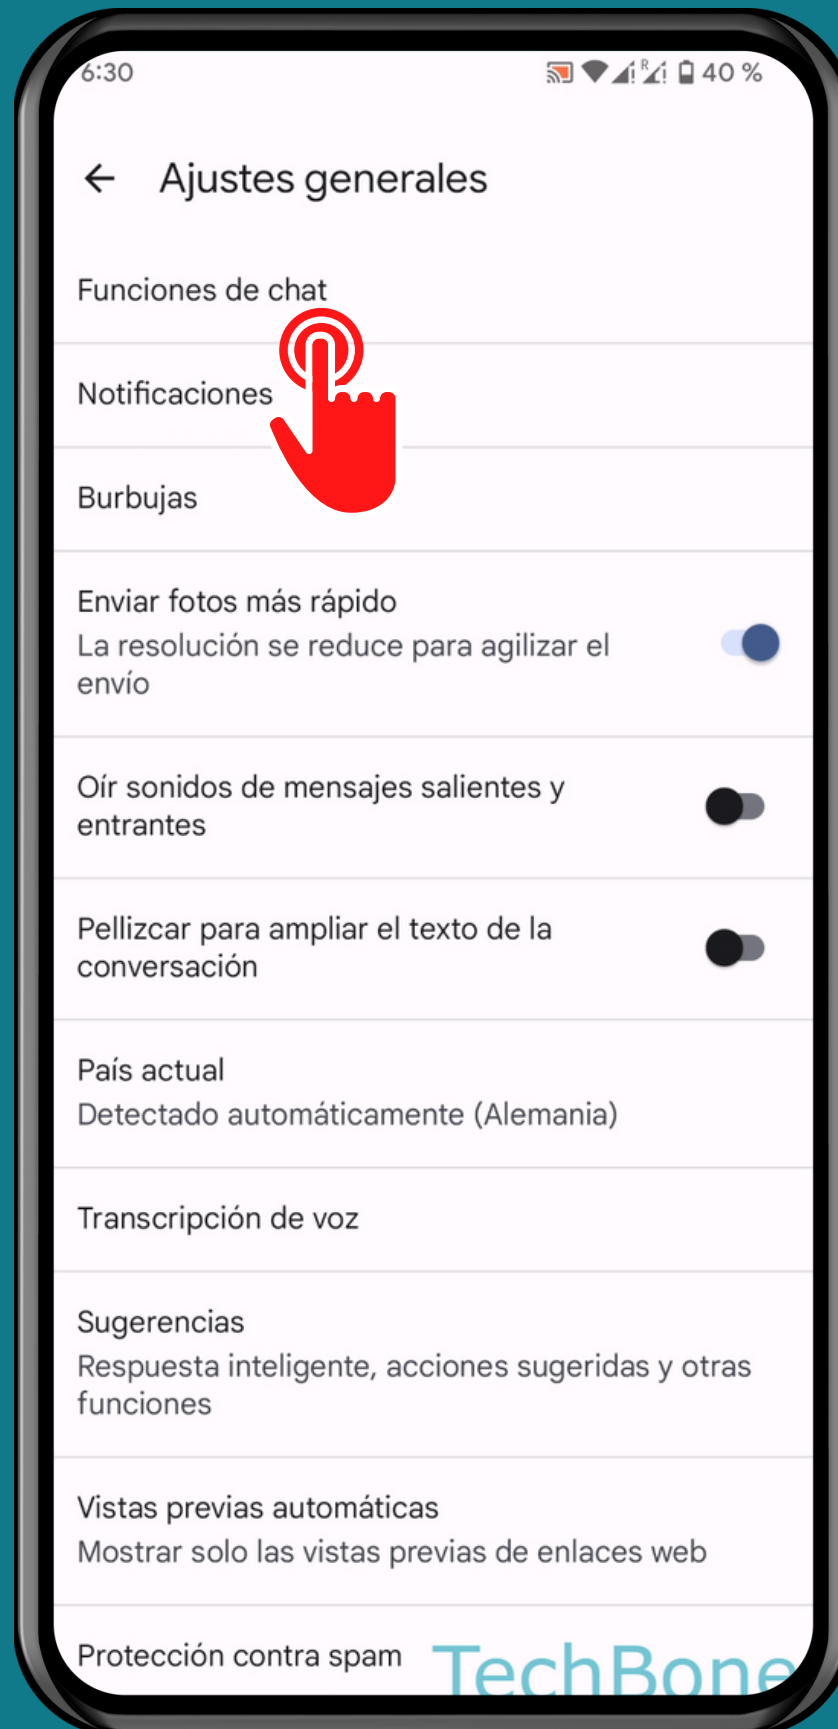 6:30 R 40 %
Ajustes generales
Funciones de chat
Notificaciones
Burbujas
Enviar fotos más rápido
La resolución se reduce para agilizar el
envío
Oír sonidos de mensajes salientes y
entrantes
Pellizcar para ampliar el texto de la
conversación
País actual
Detectado automáticamente (Alemania)
Transcripción de voz
Sugerencias
Respuesta inteligente, acciones sugeridas y otras
funciones
Vistas previas automáticas
Mostrar solo las vistas previas de enlaces web
Protección contra spam
TechBone